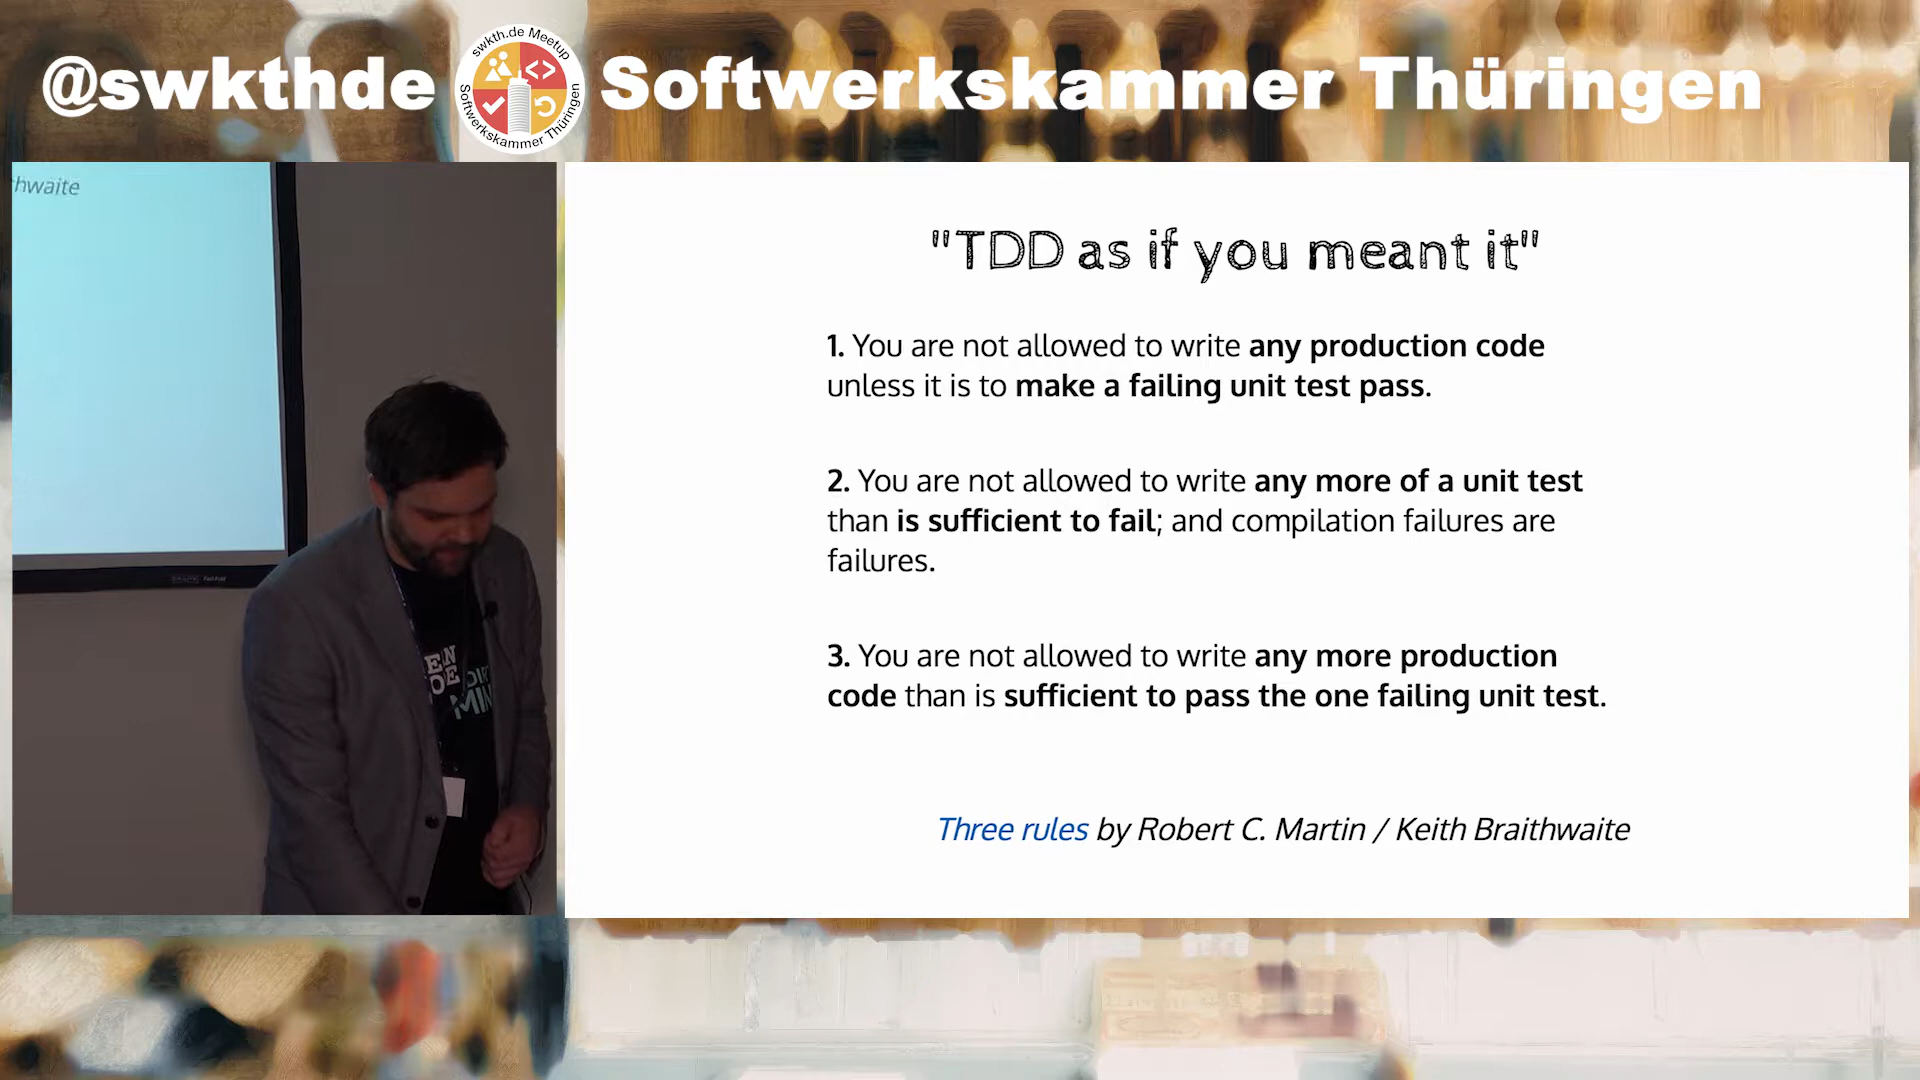 @swkthde
swkth.de Meetup
Softwerkskammer Thüringen
Softwerkskammer Thüringen
hwaite
"TDD as if you meant it"
1. You are not allowed to write any production code
unless it is to make a failing unit test pass.
2. You are not allowed to write any more of a unit test
than is sufficient to fail; and compilation failures are
failures.
3. You are not allowed to write any more production
code than is sufficient to pass the one failing unit test.
Three rules by Robert C. Martin / Keith Braithwaite